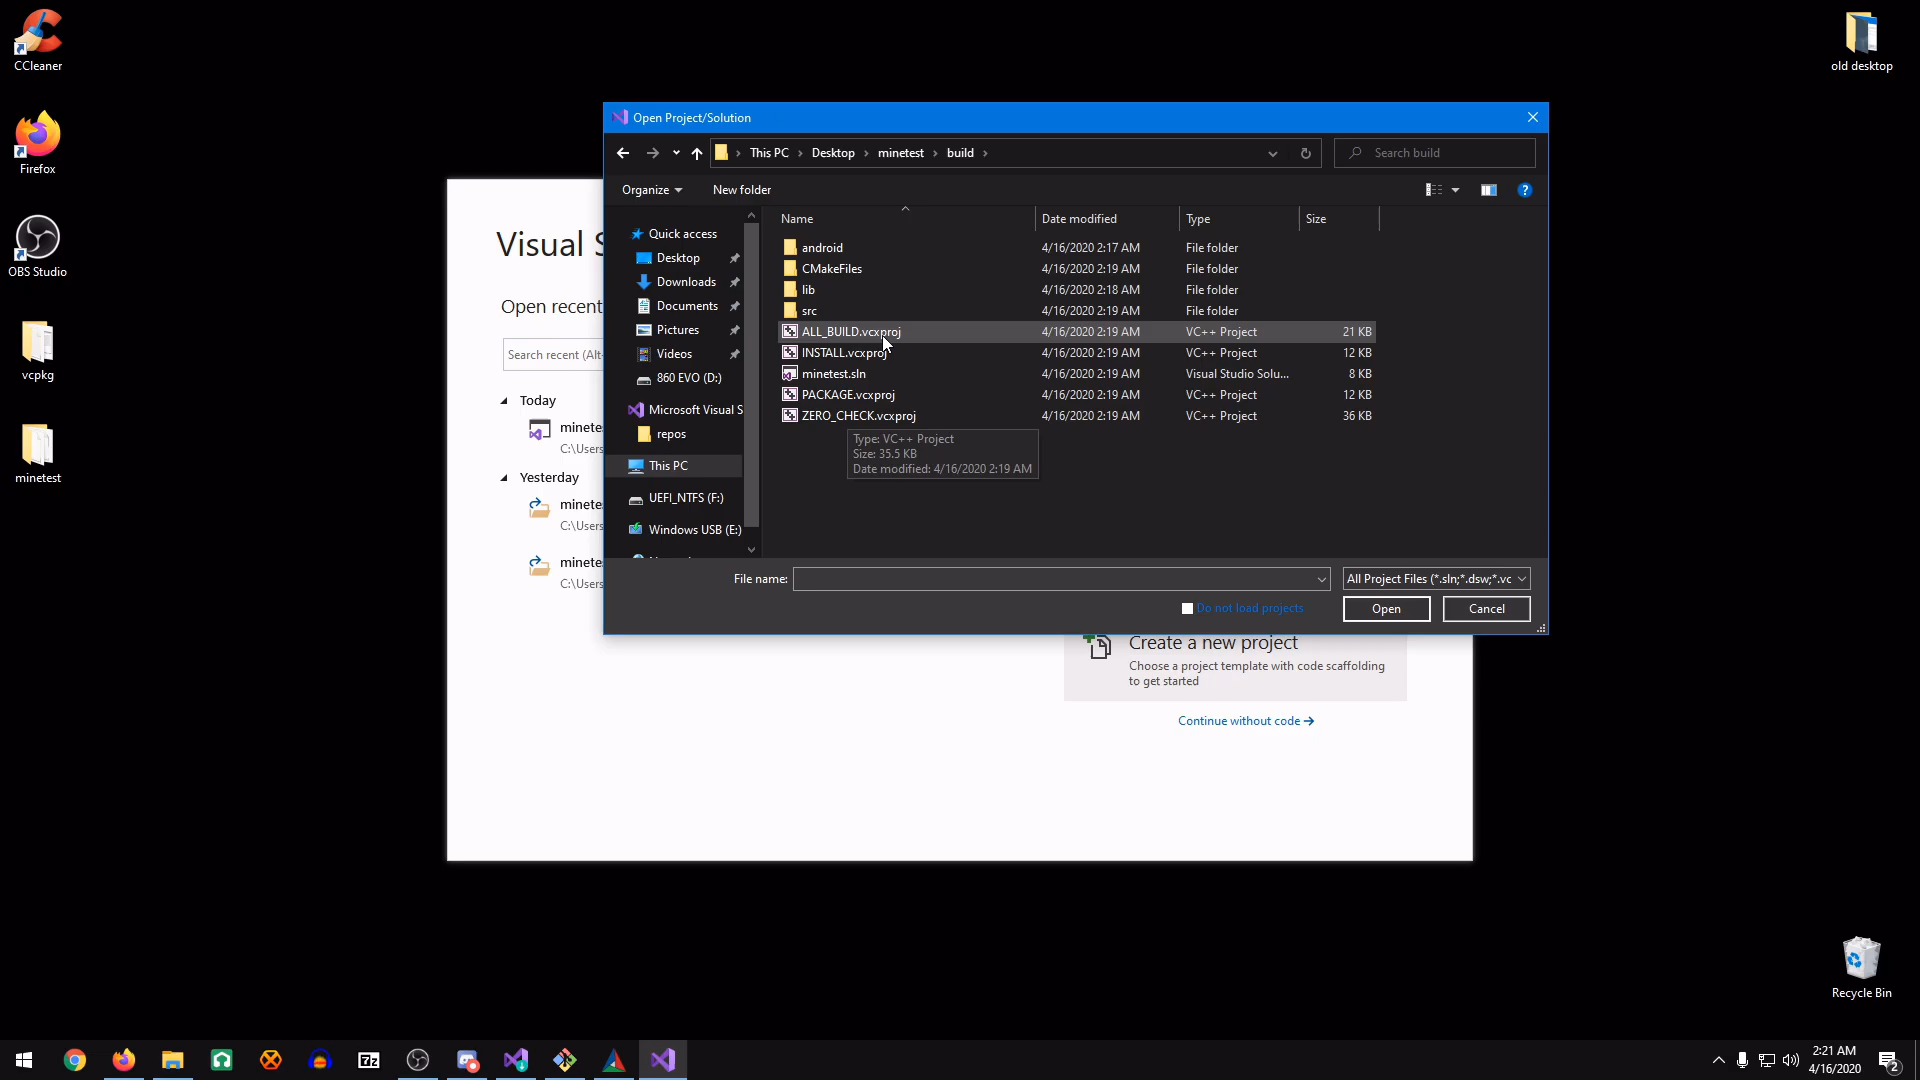 CCleaner
Firefox
OBS Studio
vcpkg
minetest
old desktop
Recycle Bin
Open Project/Solution
This PC
Desktop
minetest
build
Search build
Organize
New folder
Name
Date modified
Type
Size
Quick access
Desktop
Downloads
Documents
Pictures
Videos
860 EVO (D:)
Microsoft Visual S
repos
This PC
UEFI_NTFS (F:)
Windows USB (E:)
android 4/16/2020 2:17 AM File folder
CMakeFiles 4/16/2020 2:19 AM File folder
lib 4/16/2020 2:18 AM File folder
src 4/16/2020 2:19 AM File folder
ALL_BUILD.vcxproj 4/16/2020 2:19 AM VC++ Project 21 KB
INSTALL.vcxproj 4/16/2020 2:19 AM VC++ Project 12 KB
minetest.sln 4/16/2020 2:19 AM Visual Studio Solu... 8 KB
PACKAGE.vcxproj 4/16/2020 2:19 AM VC++ Project 12 KB
ZERO_CHECK.vcxproj 4/16/2020 2:19 AM VC++ Project 36 KB
Type: VC++ Project
Size: 35.5 KB
Date modified: 4/16/2020 2:19 AM
File name:
All Project Files (*.sln;*.dsw;*.vc
Do not load projects
Open
Cancel
Visual S
Open recent
Search recent (Alt-
Today
minetes
C:\Users
Yesterday
minetes
C:\Users
minetes
C:\Users
Create a new project
Choose a project template with code scaffolding
to get started
Continue without code
7z
2:21 AM
4/16/2020
2